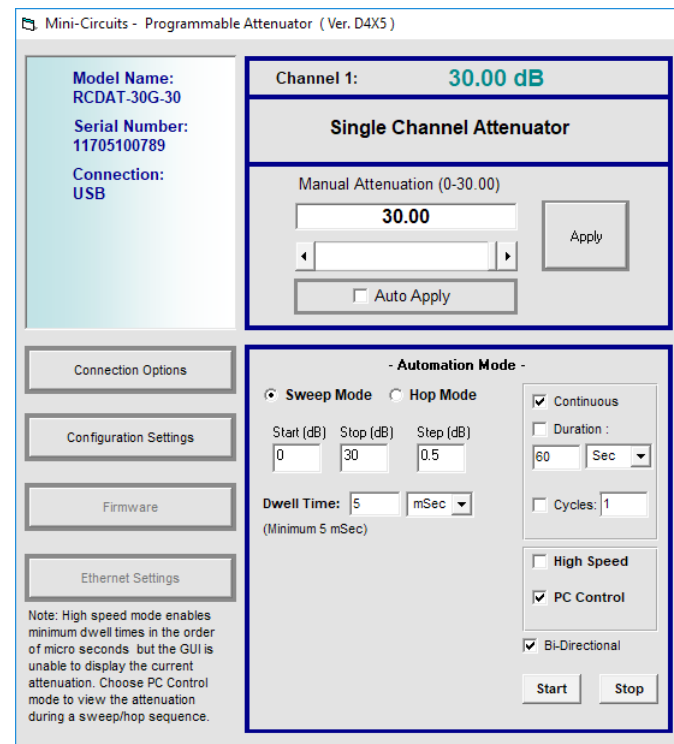 Mini-Circuits - Programmable Attenuator ( Ver. D4X5 )
Model Name:
RCDAT-30G-30
Serial Number:
11705100789
Connection:
USB
Channel 1: 30.00 dB
Single Channel Attenuator
Manual Attenuation (0-30.00)
30.00
Apply
Auto Apply
Connection Options
Configuration Settings
Firmware
Ethernet Settings
Note: High speed mode enables
minimum dwell times in the order
of micro seconds but the GUI is
unable to display the current
attenuation. Choose PC Control
mode to view the attenuation
during a sweep/hop sequence.
- Automation Mode -
Sweep Mode Hop Mode
Start (dB) Stop (dB) Step (dB)
0 30 0.5
Dwell Time: 5 mSec
(Minimum 5 mSec)
Continuous
Duration :
60 Sec
Cycles: 1
High Speed
PC Control
Bi-Directional
Start Stop